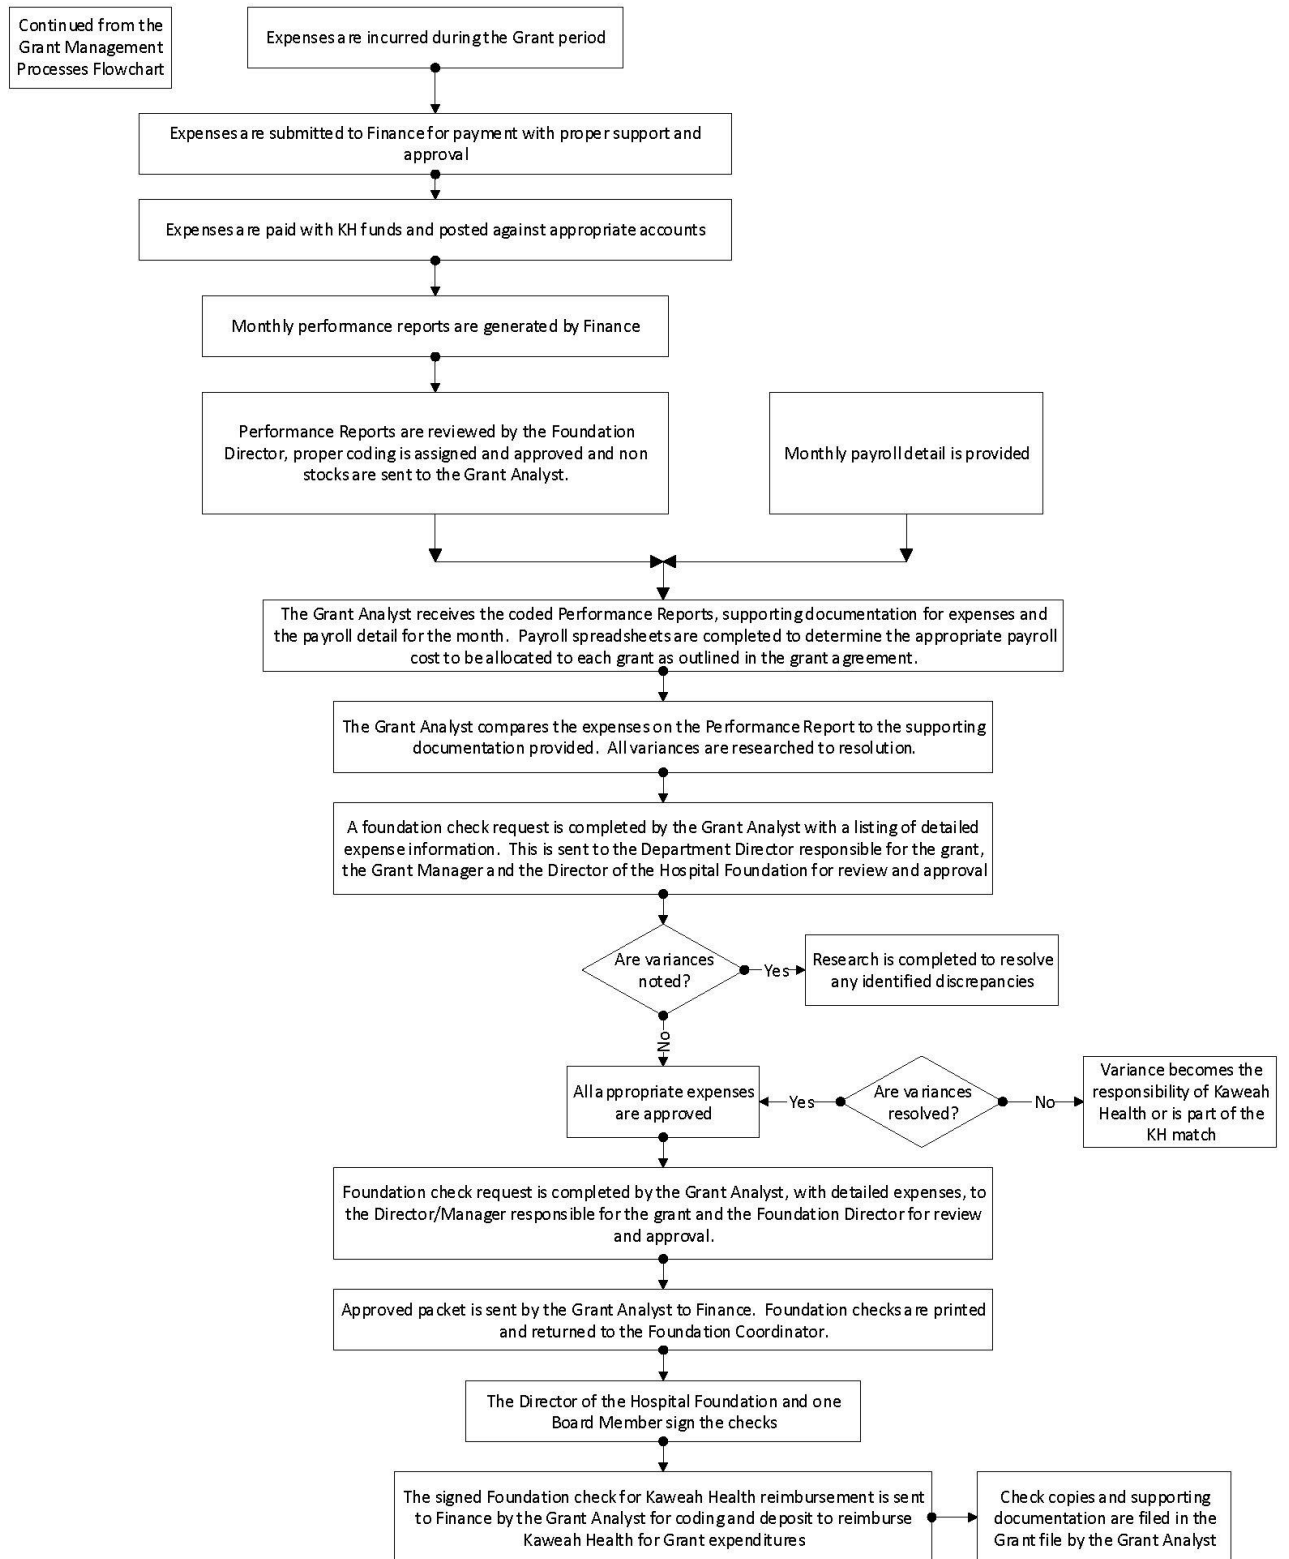 Continued from the
Grant Management
Processes Flowchart
Expenses are incurred during the Grant period
Expenses are submitted to Finance for payment with proper support and
approval
Expenses are paid with KH funds and posted against appropriate accounts
Monthly performance reports are generated by Finance
Performance Reports are reviewed by the Foundation
Director, proper coding is assigned and approved and non
stocks are sent to the Grant Analyst.
Monthly payroll detail is provided
The Grant Analyst receives the coded Performance Reports, supporting documentation for expenses and
the payroll detail for the month.  Payroll spreadsheets are completed to determine the appropriate payroll
cost to be allocated to each grant as outlined in the grant agreement.
The Grant Analyst compares the expenses on the Performance Report to the supporting
documentation provided.  All variances are researched to resolution.
A foundation check request is completed by the Grant Analyst with a listing of detailed
expense information.  This is sent to the Department Director responsible for the grant,
the Grant Manager and the Director of the Hospital Foundation for review and approval
Are variances
noted?
Yes
Research is completed to resolve
any identified discrepancies
No
All appropriate expenses
are approved
Yes
Are variances
resolved?
No
Variance becomes the
responsibility of Kaweah
Health or is part of the
KH match
Foundation check request is completed by the Grant Analyst, with detailed expenses, to
the Director/Manager responsible for the grant and the Foundation Director for review
and approval.
Approved packet is sent by the Grant Analyst to Finance.  Foundation checks are printed
and returned to the Foundation Coordinator.
The Director of the Hospital Foundation and one
Board Member sign the checks
The signed Foundation check for Kaweah Health reimbursement is sent
to Finance by the Grant Analyst for coding and deposit to reimburse
Kaweah Health for Grant expenditures
Check copies and supporting
documentation are filed in the
Grant file by the Grant Analyst